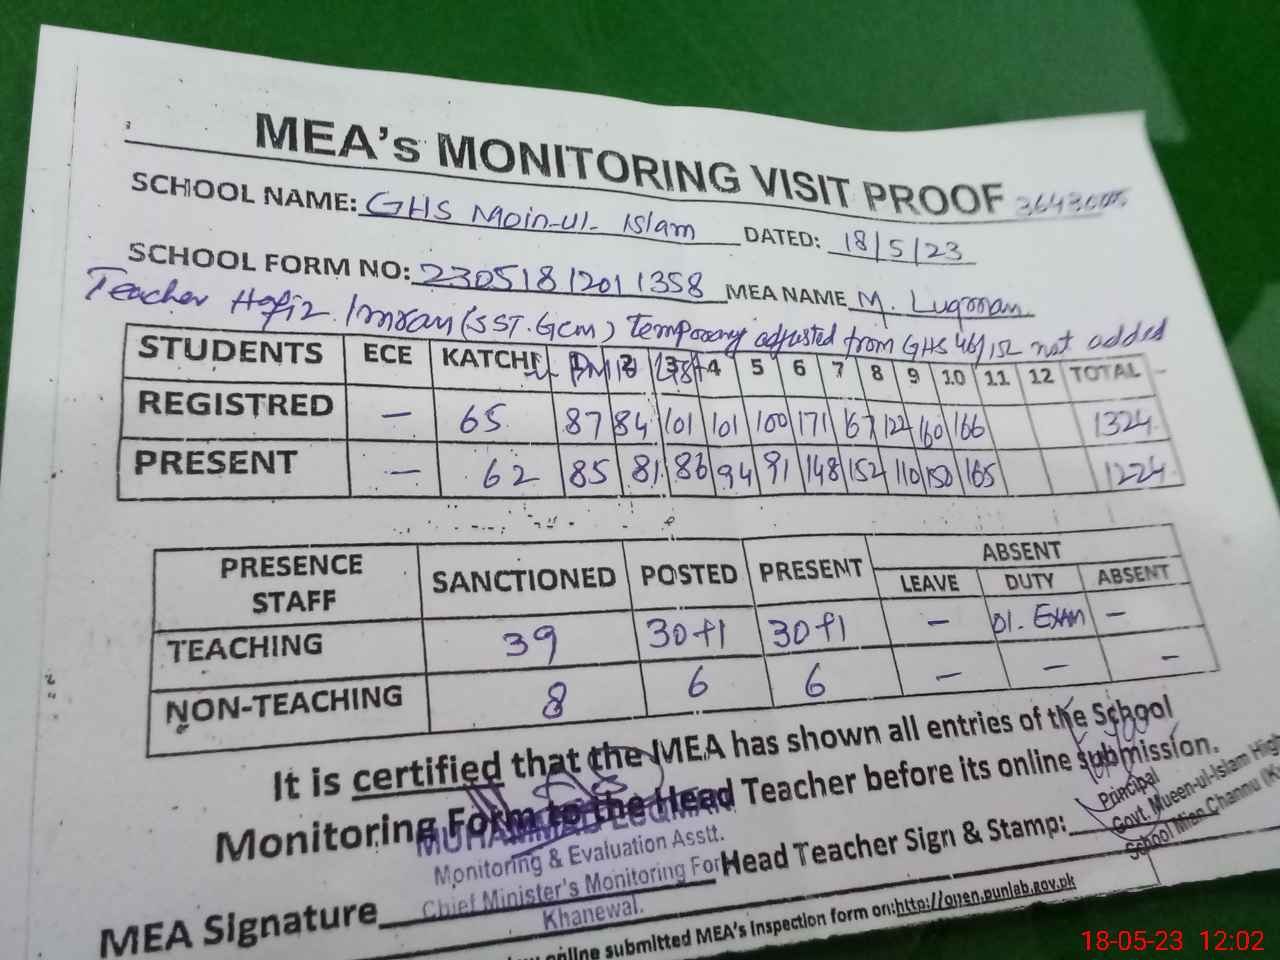 MEA's MONITORING VISIT PROOF
SCHOOL NAME: GHS Moin-ul-Islam DATED: 18/5/23
SCHOOL FORM NO: 23051812011358 MEA NAME M. Luqman
Teacher Hafiz Imran (SST.Gcm) temporary adjusted from GHS 46/15L not added
STUDENTS ECE KATCHI 2 3 4 5 6 7 8 9 10 11 12 TOTAL
REGISTRED — 65 87 84 101 101 100 171 167 122 160 166 1324
PRESENT — 62 85 81 86 94 91 148 152 110 150 165 1224
PRESENCE STAFF SANCTIONED POSTED PRESENT ABSENT
LEAVE DUTY ABSENT
TEACHING 39 30+1 30+1 — 01. EXAM —
NON-TEACHING 8 6 6 — — —
It is certified that the MEA has shown all entries of the School
Monitoring Form to the Head Teacher before its online submission.
MUHAMMAD LUQMAN
Monitoring & Evaluation Asstt.
Chief Minister's Monitoring For
Khanewal.
Head Teacher Sign & Stamp:
Principal
Govt. Mueen-ul-Islam High
School Mian Channu
MEA Signature
online submitted MEA's inspection form on:http://open.punjab.gov.pk
18-05-23 12:02